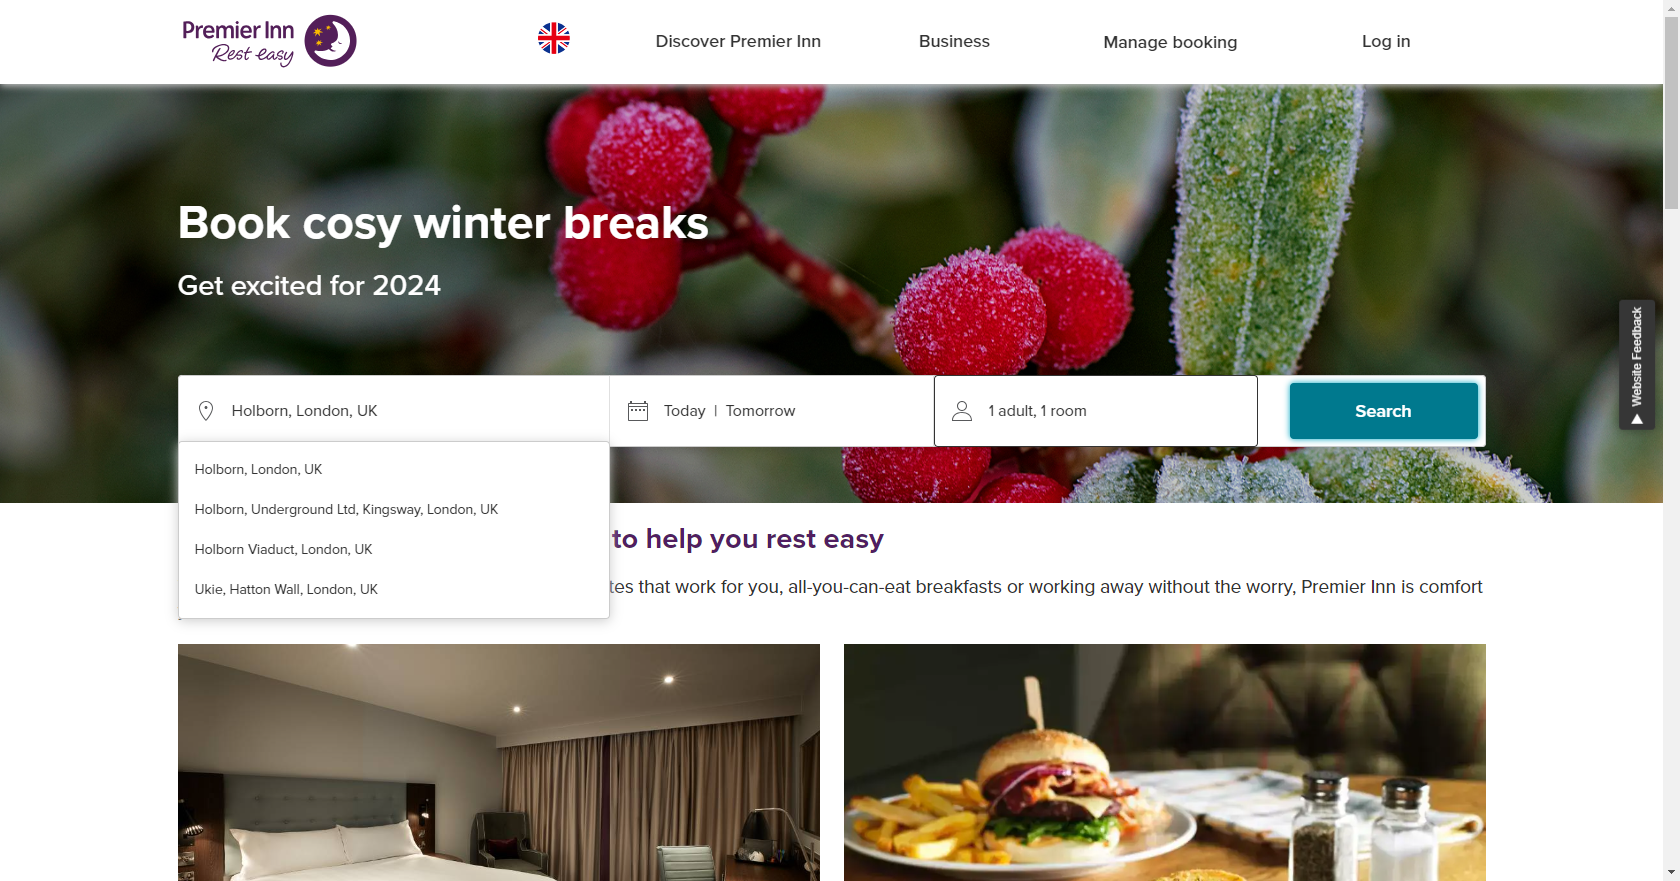 Premier Inn
Rest easy
Discover Premier Inn
Business
Manage booking
Log in
Book cosy winter breaks
Get excited for 2024
Website Feedback
Holborn, London, UK
Today | Tomorrow
1 adult, 1 room
Search
Holborn, London, UK
Holborn, Underground Ltd, Kingsway, London, UK
Holborn Viaduct, London, UK
Ukie, Hatton Wall, London, UK
to help you rest easy
that work for you, all-you-can-eat breakfasts or working away without the worry, Premier Inn is comfort